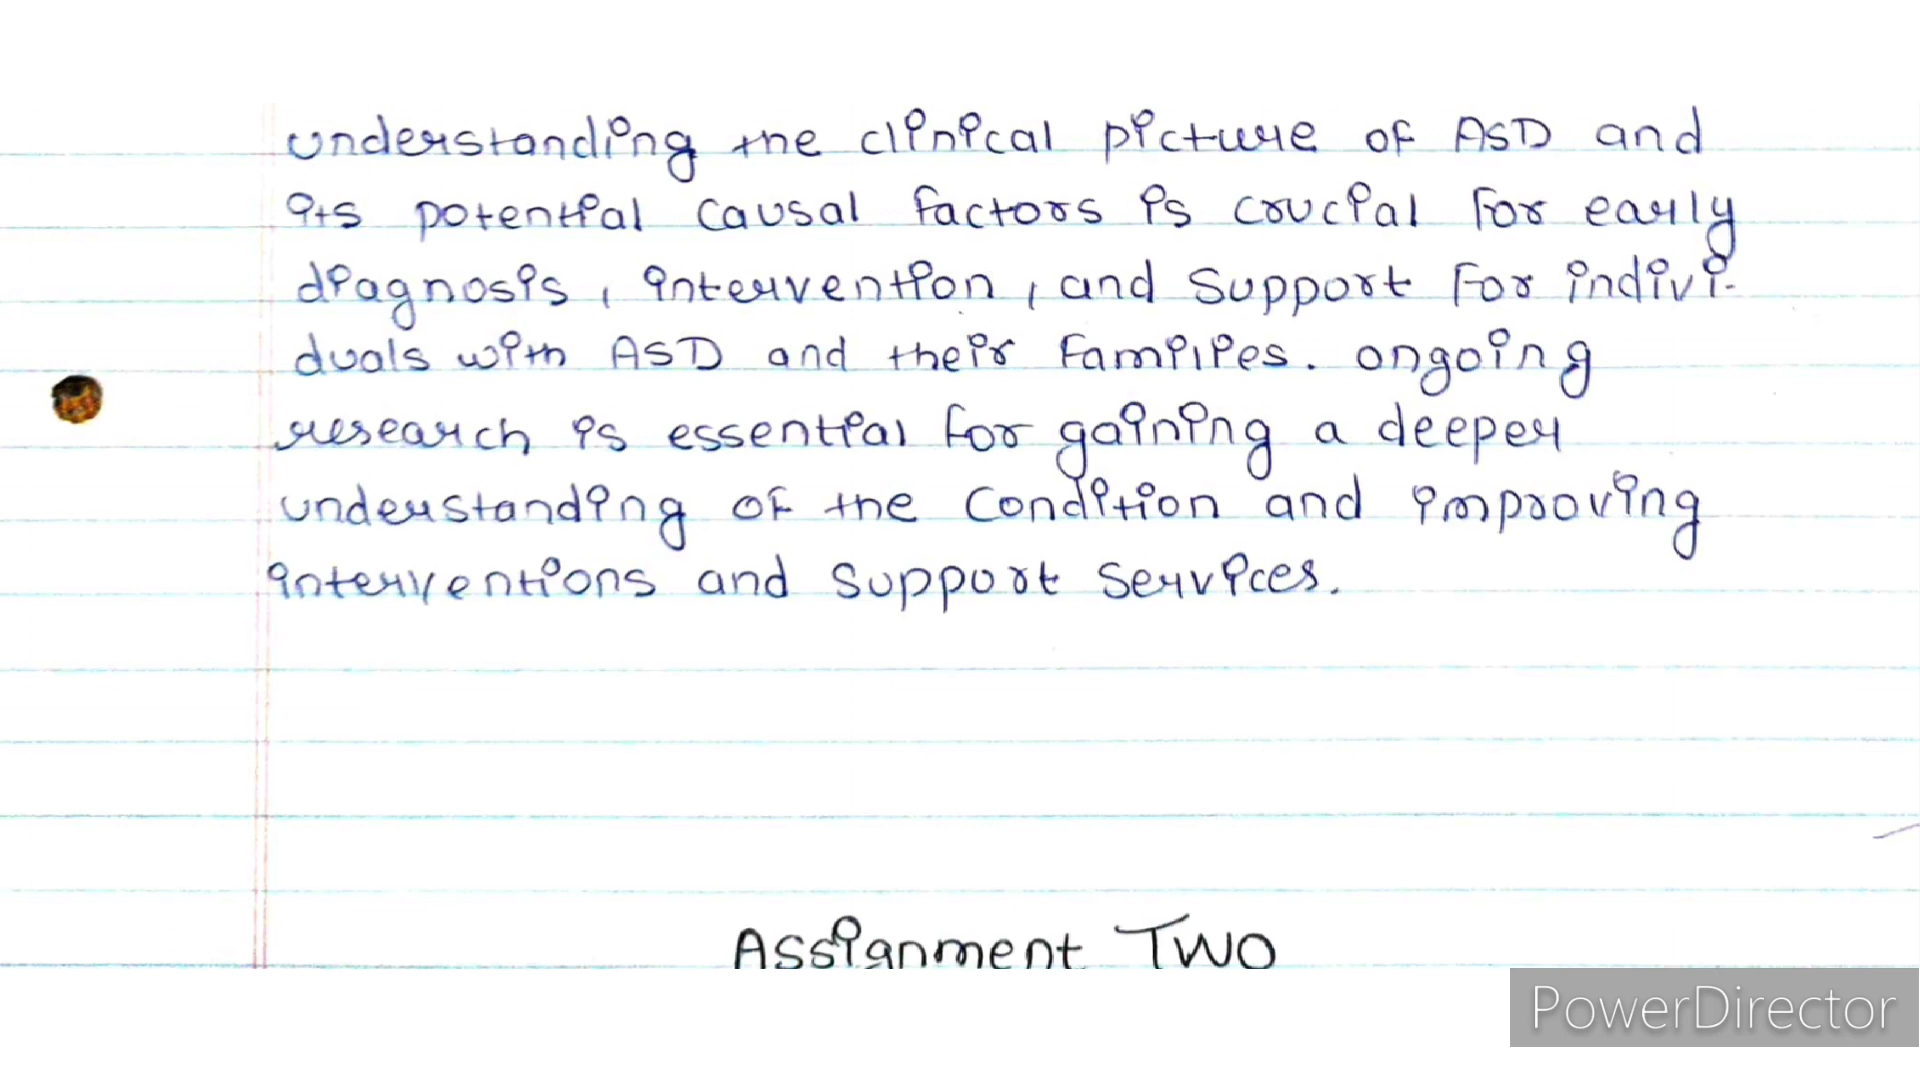 understanding the clinical picture of ASD and
its potential causal factors is crucial for early
diagnosis, intervention, and support for indivi-
duals with ASD and their families. ongoing
research is essential for gaining a deeper
understanding of the condition and improving
interventions and support services.
Assignment Two
PowerDirector